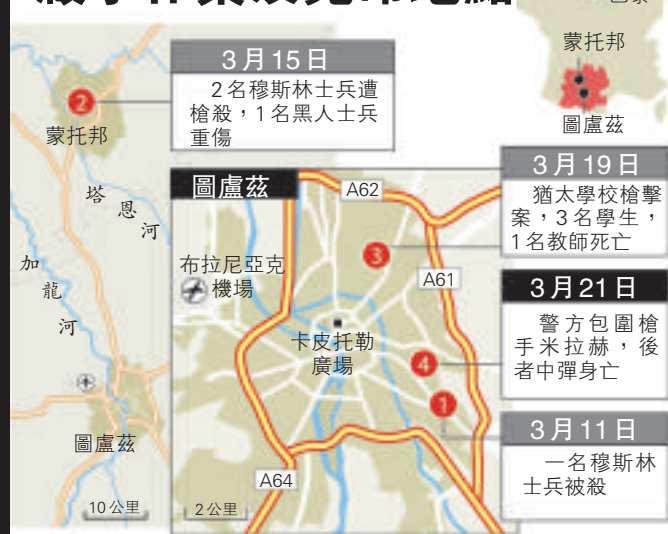 蒙托邦
圖盧茲
3月15日
2名穆斯林士兵遭
槍殺，1名黑人士兵
重傷
2
蒙托邦
塔恩河
加龍河
圖盧茲
10公里
圖盧茲
A62
3
布拉尼亞克
機場
A61
卡皮托勒
廣場
4
1
A64
2公里
3月19日
猶太學校槍擊
案，3名學生，
1名教師死亡
3月21日
警方包圍槍
手米拉赫，後
者中彈身亡
3月11日
一名穆斯林
士兵被殺